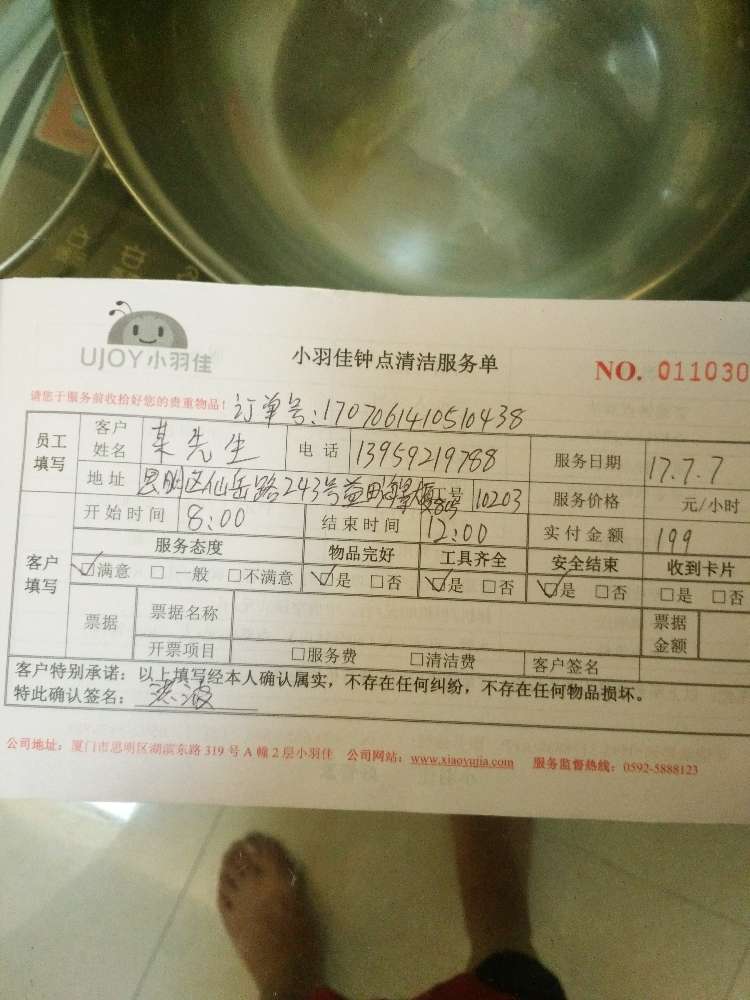 UJOY小羽佳
小羽佳钟点清洁服务单
NO. 011030
请您于服务前收拾好您的贵重物品！
订单号：1707061410510438
员工填写 客户姓名 某先生 电话 13959219788 服务日期 17.7.7
地址 区仙岳路243号益田 工号 10203 服务价格 元/小时
客户填写 开始时间 8:00 结束时间 12:00 实付金额 199
服务态度 物品完好 工具齐全 安全结束 收到卡片
☑满意 □一般 □不满意 ☑是 □否 ☑是 □否 ☑是 □否 □是 □否
票据 票据名称 票据金额
开票项目 □服务费 □清洁费 客户签名
客户特别承诺：以上填写经本人确认属实，不存在任何纠纷，不存在任何物品损坏。
特此确认签名：
公司地址：厦门市思明区湖滨东路319号A幢2层小羽佳 公司网站：www.xiaoyujia.com 服务监督热线：0592-5888123